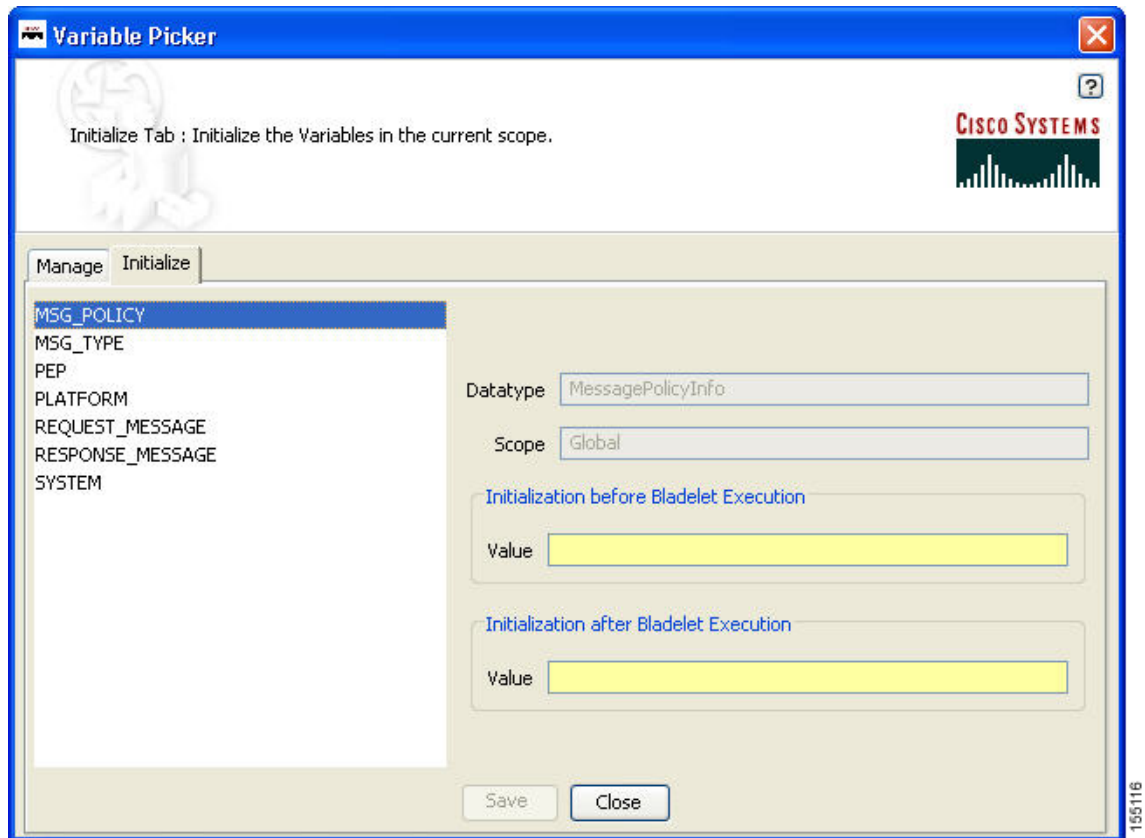 Variable Picker
?
Initialize Tab : Initialize the Variables in the current scope.
CISCO SYSTEMS
Manage
Initialize
MSG_POLICY
MSG_TYPE
PEP
PLATFORM
REQUEST_MESSAGE
RESPONSE_MESSAGE
SYSTEM
Datatype MessagePolicyInfo
Scope Global
Initialization before Bladelet Execution
Value
Initialization after Bladelet Execution
Value
Save
Close
155116